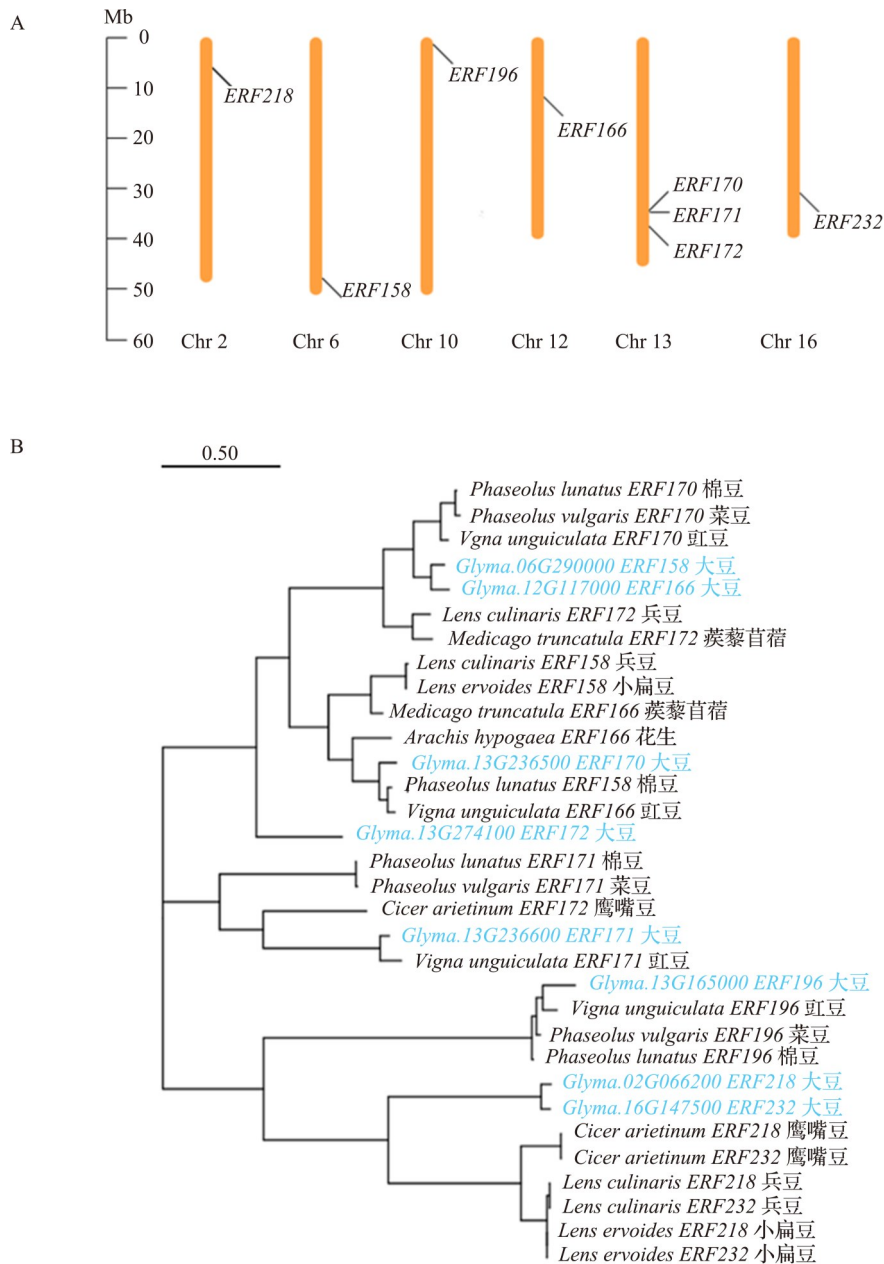 A
Mb
0
10
20
30
40
50
60
ERF218
ERF158
ERF196
ERF166
ERF170
ERF171
ERF172
ERF232
Chr 2
Chr 6
Chr 10
Chr 12
Chr 13
Chr 16
B
0.50
Phaseolus lunatus ERF170 棉豆
Phaseolus vulgaris ERF170 菜豆
Vgna unguiculata ERF170 豇豆
Glyma.06G290000 ERF158 大豆
Glyma.12G117000 ERF166 大豆
Lens culinaris ERF172 兵豆
Medicago truncatula ERF172 蒺藜苜蓿
Lens culinaris ERF158 兵豆
Lens ervoides ERF158 小扁豆
Medicago truncatula ERF166 蒺藜苜蓿
Arachis hypogaea ERF166 花生
Glyma.13G236500 ERF170 大豆
Phaseolus lunatus ERF158 棉豆
Vigna unguiculata ERF166 豇豆
Glyma.13G274100 ERF172 大豆
Phaseolus lunatus ERF171 棉豆
Phaseolus vulgaris ERF171 菜豆
Cicer arietinum ERF172 鹰嘴豆
Glyma.13G236600 ERF171 大豆
Vigna unguiculata ERF171 豇豆
Glyma.13G165000 ERF196 大豆
Vigna unguiculata ERF196 豇豆
Phaseolus vulgaris ERF196 菜豆
Phaseolus lunatus ERF196 棉豆
Glyma.02G066200 ERF218 大豆
Glyma.16G147500 ERF232 大豆
Cicer arietinum ERF218 鹰嘴豆
Cicer arietinum ERF232 鹰嘴豆
Lens culinaris ERF218 兵豆
Lens culinaris ERF232 兵豆
Lens ervoides ERF218 小扁豆
Lens ervoides ERF232 小扁豆